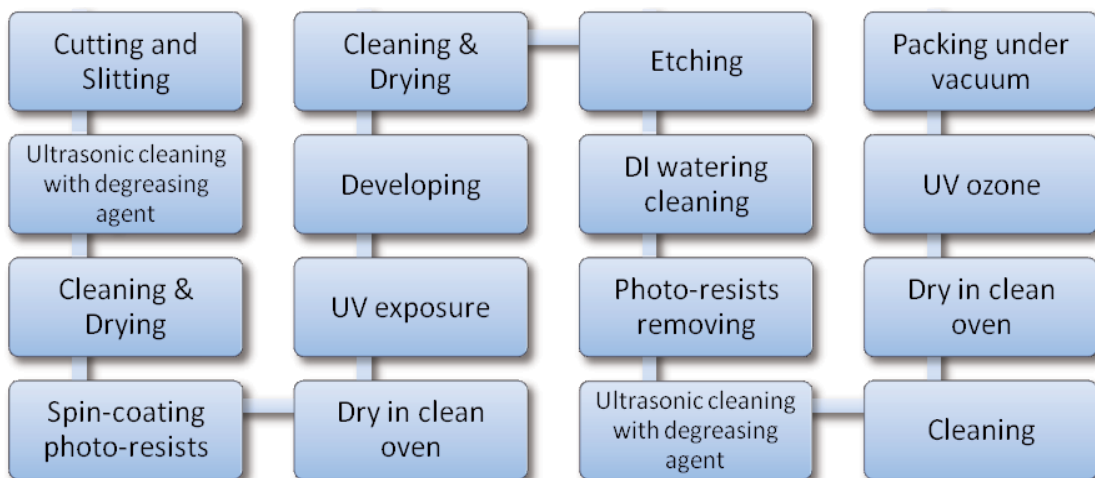 Cutting and
Slitting
Ultrasonic cleaning
with degreasing
agent
Cleaning &
Drying
Spin-coating
photo-resists
Dry in clean
oven
UV exposure
Developing
Cleaning &
Drying
Etching
DI watering
cleaning
Photo-resists
removing
Ultrasonic cleaning
with degreasing
agent
Cleaning
Dry in clean
oven
UV ozone
Packing under
vacuum